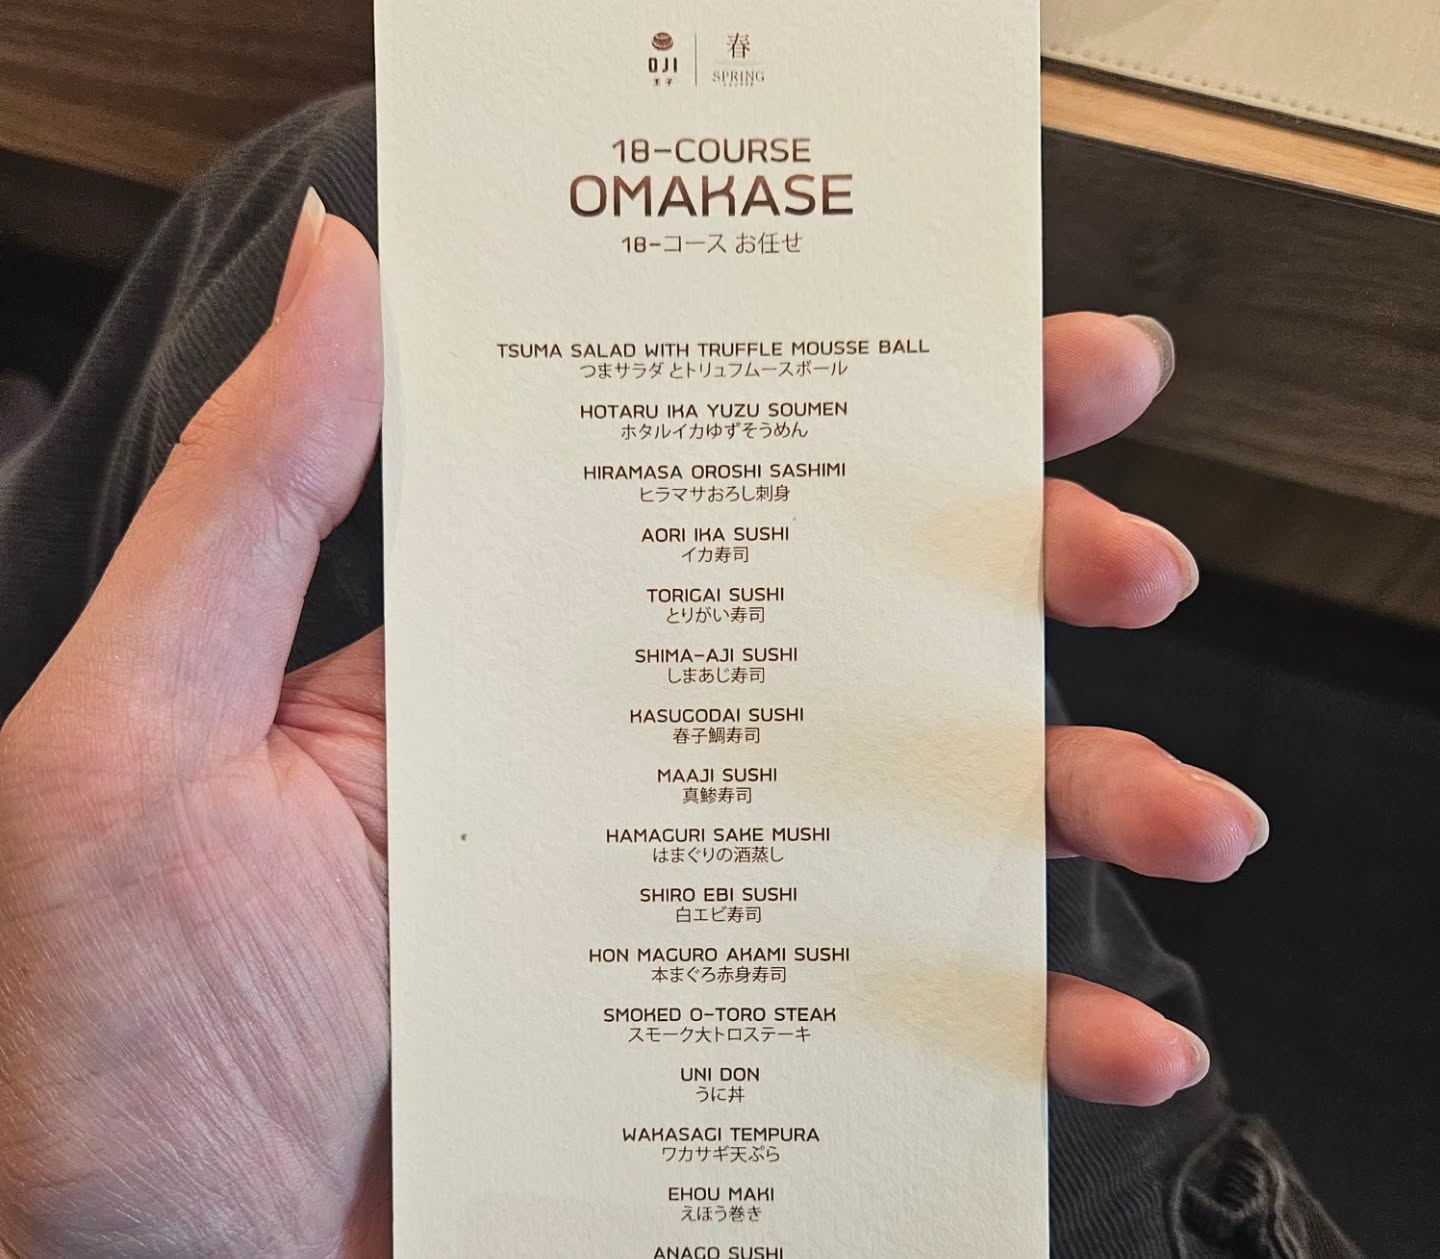 OJI
王子
春
SPRING
18-COURSE
OMAKASE
18-コース お任せ
TSUMA SALAD WITH TRUFFLE MOUSSE BALL
つまサラダ とトリュフムースボール
HOTARU IKA YUZU SOUMEN
ホタルイカゆずそうめん
HIRAMASA OROSHI SASHIMI
ヒラマサおろし刺身
AORI IKA SUSHI
イカ寿司
TORIGAI SUSHI
とりがい寿司
SHIMA-AJI SUSHI
しまあじ寿司
KASUGODAI SUSHI
春子鯛寿司
MAAJI SUSHI
真鯵寿司
HAMAGURI SAKE MUSHI
はまぐりの酒蒸し
SHIRO EBI SUSHI
白エビ寿司
HON MAGURO AKAMI SUSHI
本まぐろ赤身寿司
SMOKED O-TORO STEAK
スモーク大トロステーキ
UNI DON
うに丼
WAKASAGI TEMPURA
ワカサギ天ぷら
EHOU MAKI
えほう巻き
ANAGO SUSHI